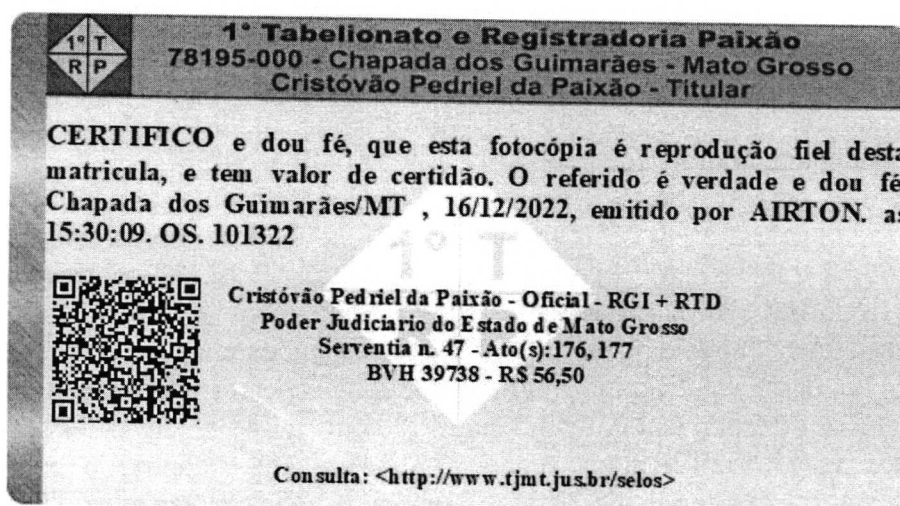 1° T
R P
1° Tabelionato e Registradoria Paixão
78195-000 - Chapada dos Guimarães - Mato Grosso
Cristóvão Pedriel da Paixão - Titular
CERTIFICO e dou fé, que esta fotocópia é reprodução fiel desta
matricula, e tem valor de certidão. O referido é verdade e dou fé
Chapada dos Guimarães/MT , 16/12/2022, emitido por AIRTON. as
15:30:09. OS. 101322
1° T
R P
Cristóvão Pedriel da Paixão - Oficial - RGI + RTD
Poder Judiciario do Estado de Mato Grosso
Serventia n. 47 - Ato(s):176, 177
BVH 39738 - R$ 56,50
Consulta: <http://www.tjmt.jus.br/selos>